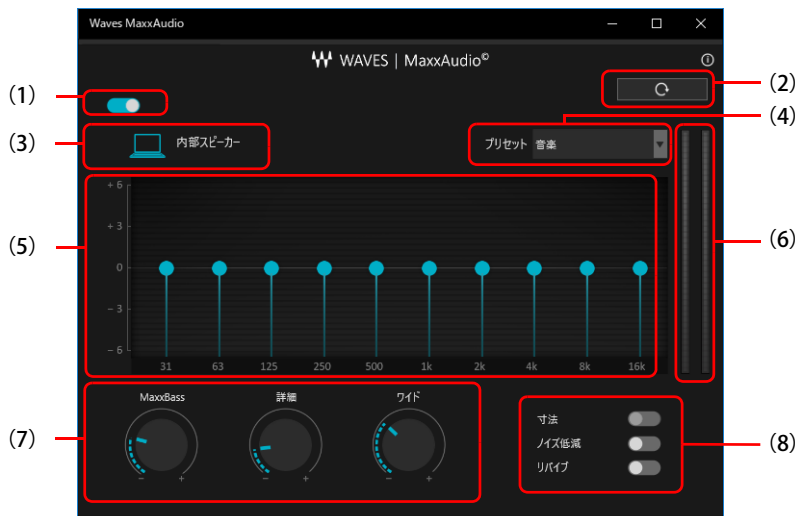 Waves MaxxAudio
WAVES | MaxxAudio©
(1)
(2)
(3)
内部スピーカー
(4)
プリセット 音楽
(5)
+ 6
+ 3
0
− 3
− 6
31 63 125 250 500 1k 2k 4k 8k 16k
(6)
(7)
MaxxBass 詳細 ワイド
− + − + − +
(8)
寸法
ノイズ低減
リバイブ